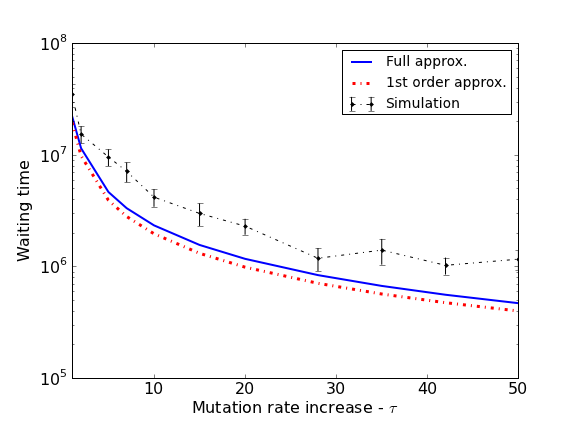 10^8
10^7
10^6
10^5
Waiting time
Full approx.
1st order approx.
Simulation
10 20 30 40 50
Mutation rate increase - τ